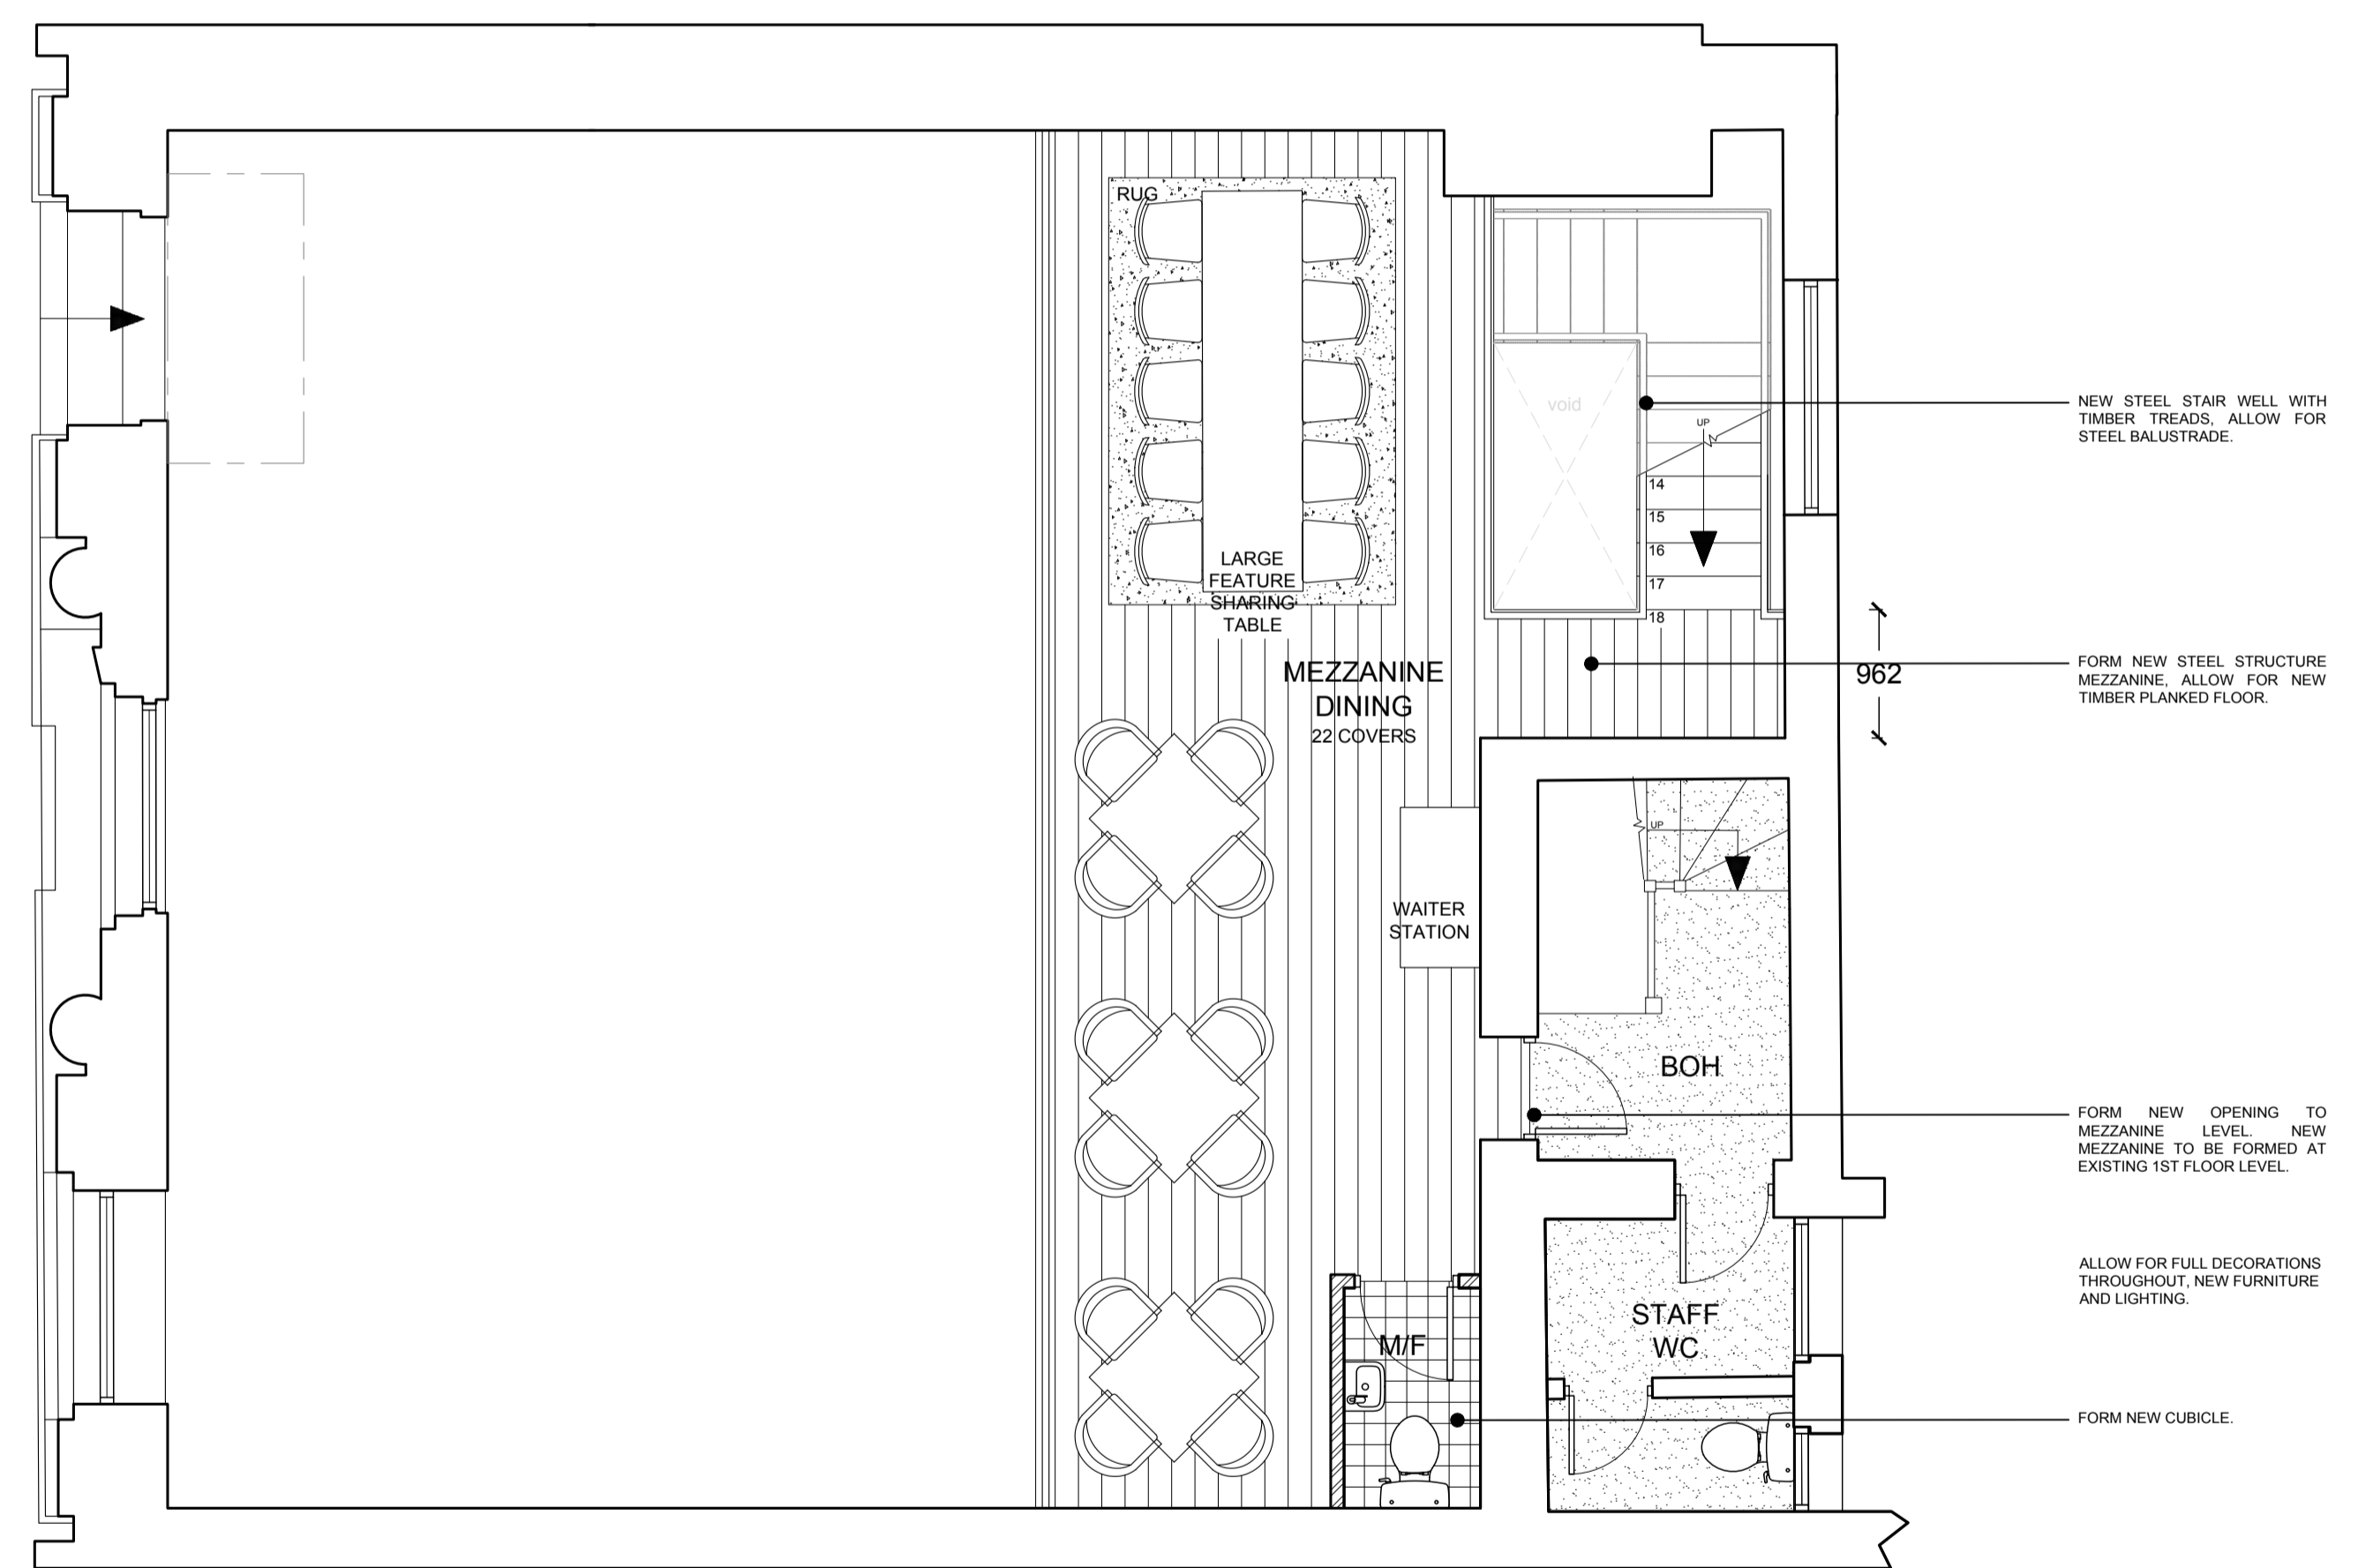 RUG
void
UP
14
15
16
17
18
LARGE
FEATURE
SHARING
TABLE
MEZZANINE
DINING
22 COVERS
962
UP
WAITER
STATION
BOH
M/F
STAFF
WC
NEW STEEL STAIR WELL WITH
TIMBER TREADS, ALLOW FOR
STEEL BALUSTRADE.
FORM NEW STEEL STRUCTURE
MEZZANINE, ALLOW FOR NEW
TIMBER PLANKED FLOOR.
FORM NEW OPENING TO
MEZZANINE LEVEL. NEW
MEZZANINE TO BE FORMED AT
EXISTING 1ST FLOOR LEVEL.
ALLOW FOR FULL DECORATIONS
THROUGHOUT, NEW FURNITURE
AND LIGHTING.
FORM NEW CUBICLE.